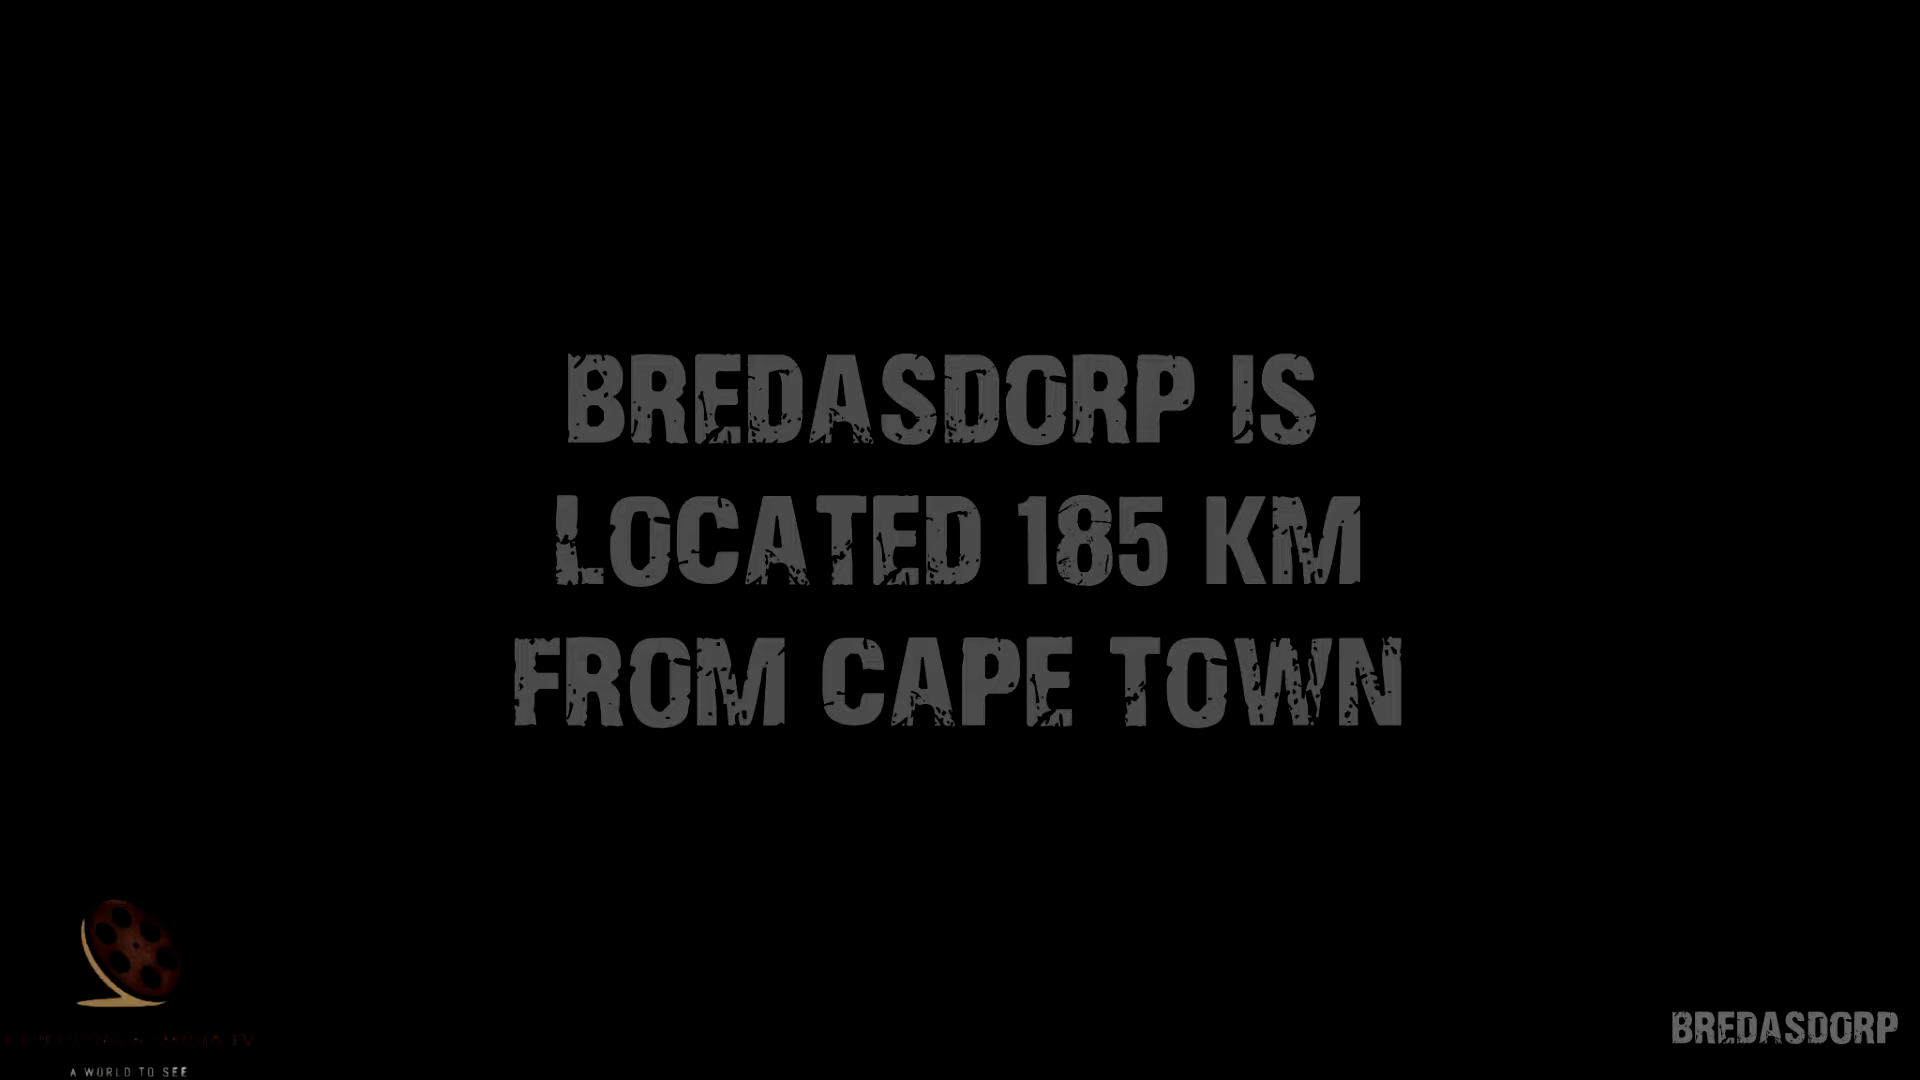 BREDASDORP IS
LOCATED 185 KM
FROM CAPE TOWN
BREDASDORP
A WORLD TO SEE